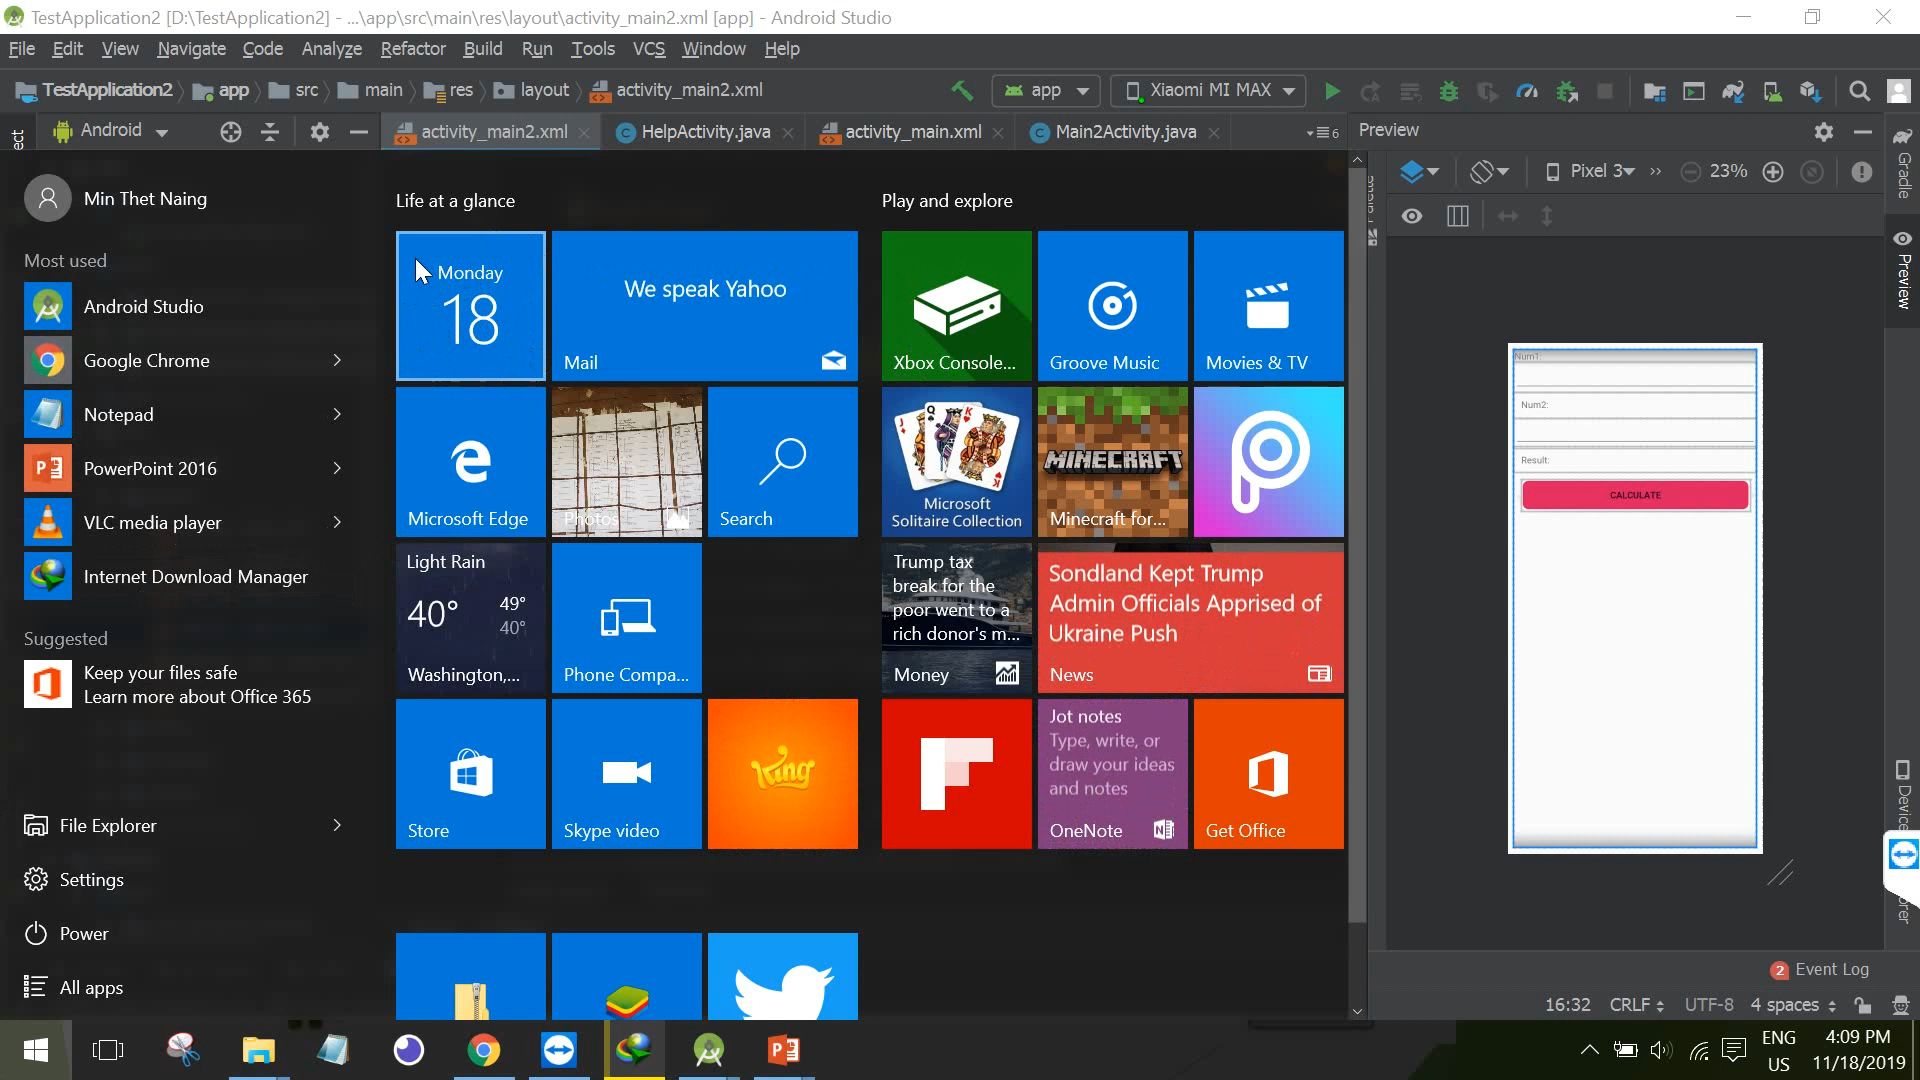 TestApplication2 [D:\TestApplication2] - ...\app\src\main\res\layout\activity_main2.xml [app] - Android Studio
File Edit View Navigate Code Analyze Refactor Build Run Tools VCS Window Help
TestApplication2 app src main res layout activity_main2.xml app Xiaomi MI MAX
Android activity_main2.xml HelpActivity.java activity_main.xml Main2Activity.java 6 Preview
Pixel 3 23%
Gradle
Preview
Min Thet Naing
Most used
Android Studio
Google Chrome
Notepad
PowerPoint 2016
VLC media player
Internet Download Manager
Suggested
Keep your files safe
Learn more about Office 365
File Explorer
Settings
Power
All apps
Life at a glance
Monday
18
We speak Yahoo
Mail
Microsoft Edge
Photos
Search
Light Rain
40° 49°
40°
Washington,...
Phone Compa...
Store
Skype video
King
Play and explore
Xbox Console...
Groove Music
Movies & TV
Microsoft
Solitaire Collection
MINECRAFT
Minecraft for...
Trump tax
break for the
poor went to a
rich donor's m...
Money
Sondland Kept Trump
Admin Officials Apprised of
Ukraine Push
News
Jot notes
Type, write, or
draw your ideas
and notes
OneNote
Get Office
Num1:
Num2:
Result:
CALCULATE
2 Event Log
16:32 CRLF UTF-8 4 spaces
ENG
US
4:09 PM
11/18/2019